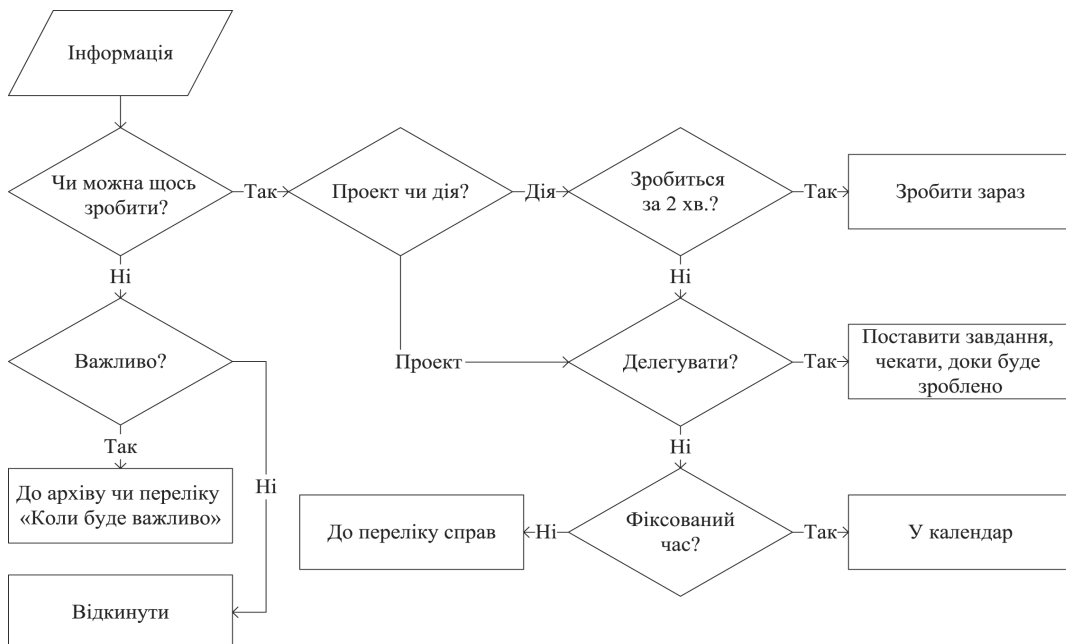 Інформація
Чи можна щось
зробити?
Так
Проект чи дія?
Дія
Зробиться
за 2 хв.?
Так
Зробити зараз
Ні
Ні
Важливо?
Проект
Делегувати?
Так
Поставити завдання,
чекати, доки буде
зроблено
Так
Ні
Ні
До архіву чи переліку
«Коли буде важливо»
До переліку справ
Ні
Фіксований
час?
Так
У календар
Відкинути